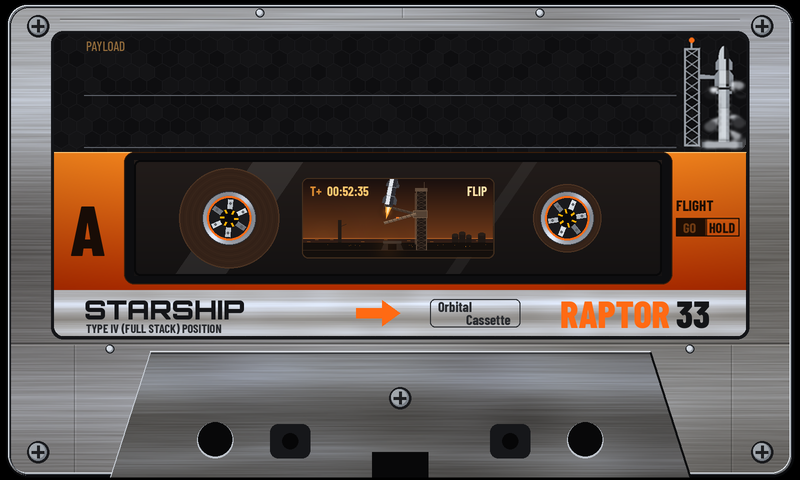 PAYLOAD
T+ 00:52:35
FLIP
A
FLIGHT
GO HOLD
STARSHIP
TYPE IV (FULL STACK) POSITION
Orbital
Cassette
RAPTOR 33